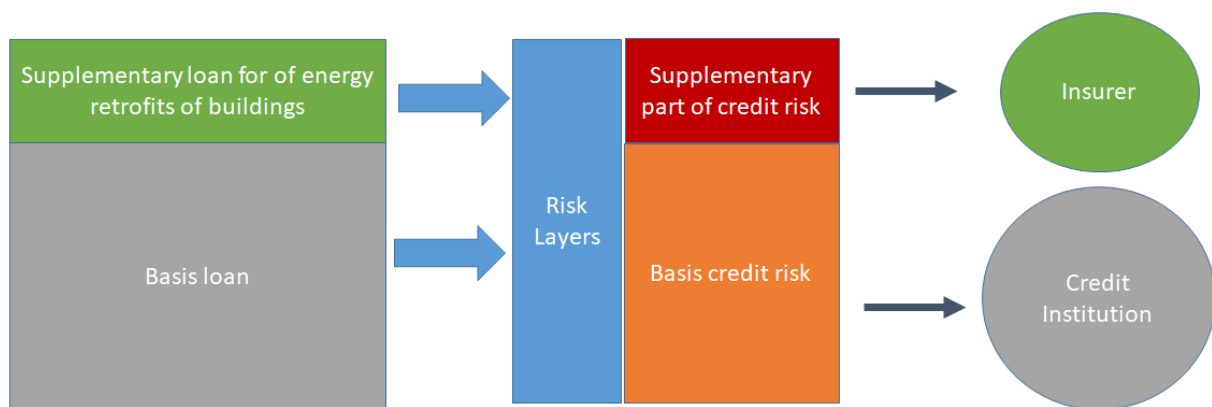 Supplementary loan for of energy
retrofits of buildings
Basis loan
Risk
Layers
Supplementary
part of credit risk
Basis credit risk
Insurer
Credit
Institution